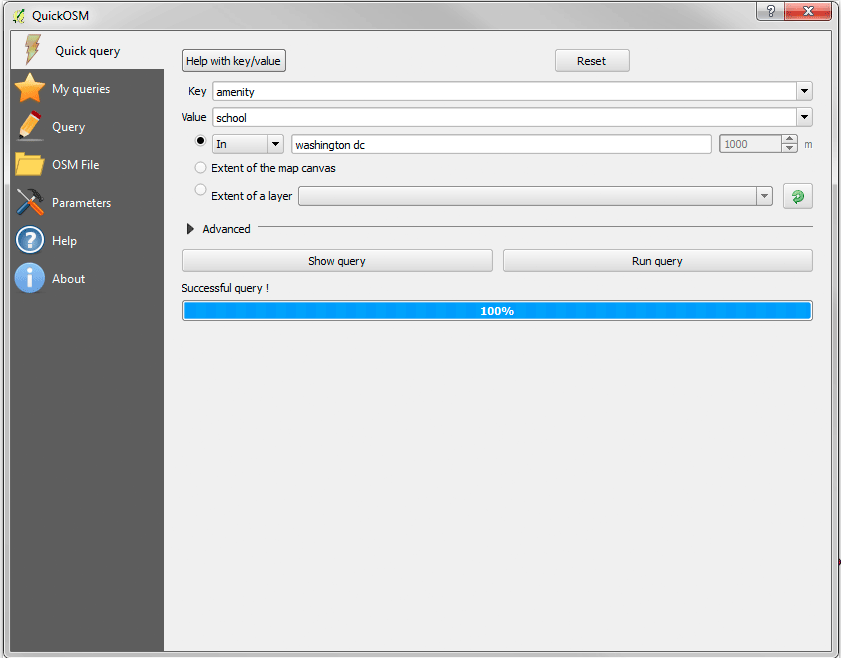 QuickOSM
?
Quick query
My queries
Query
OSM File
Parameters
Help
About
Help with key/value
Reset
Key amenity
Value school
In washington dc 1000 m
Extent of the map canvas
Extent of a layer
Advanced
Show query Run query
Successful query !
100%